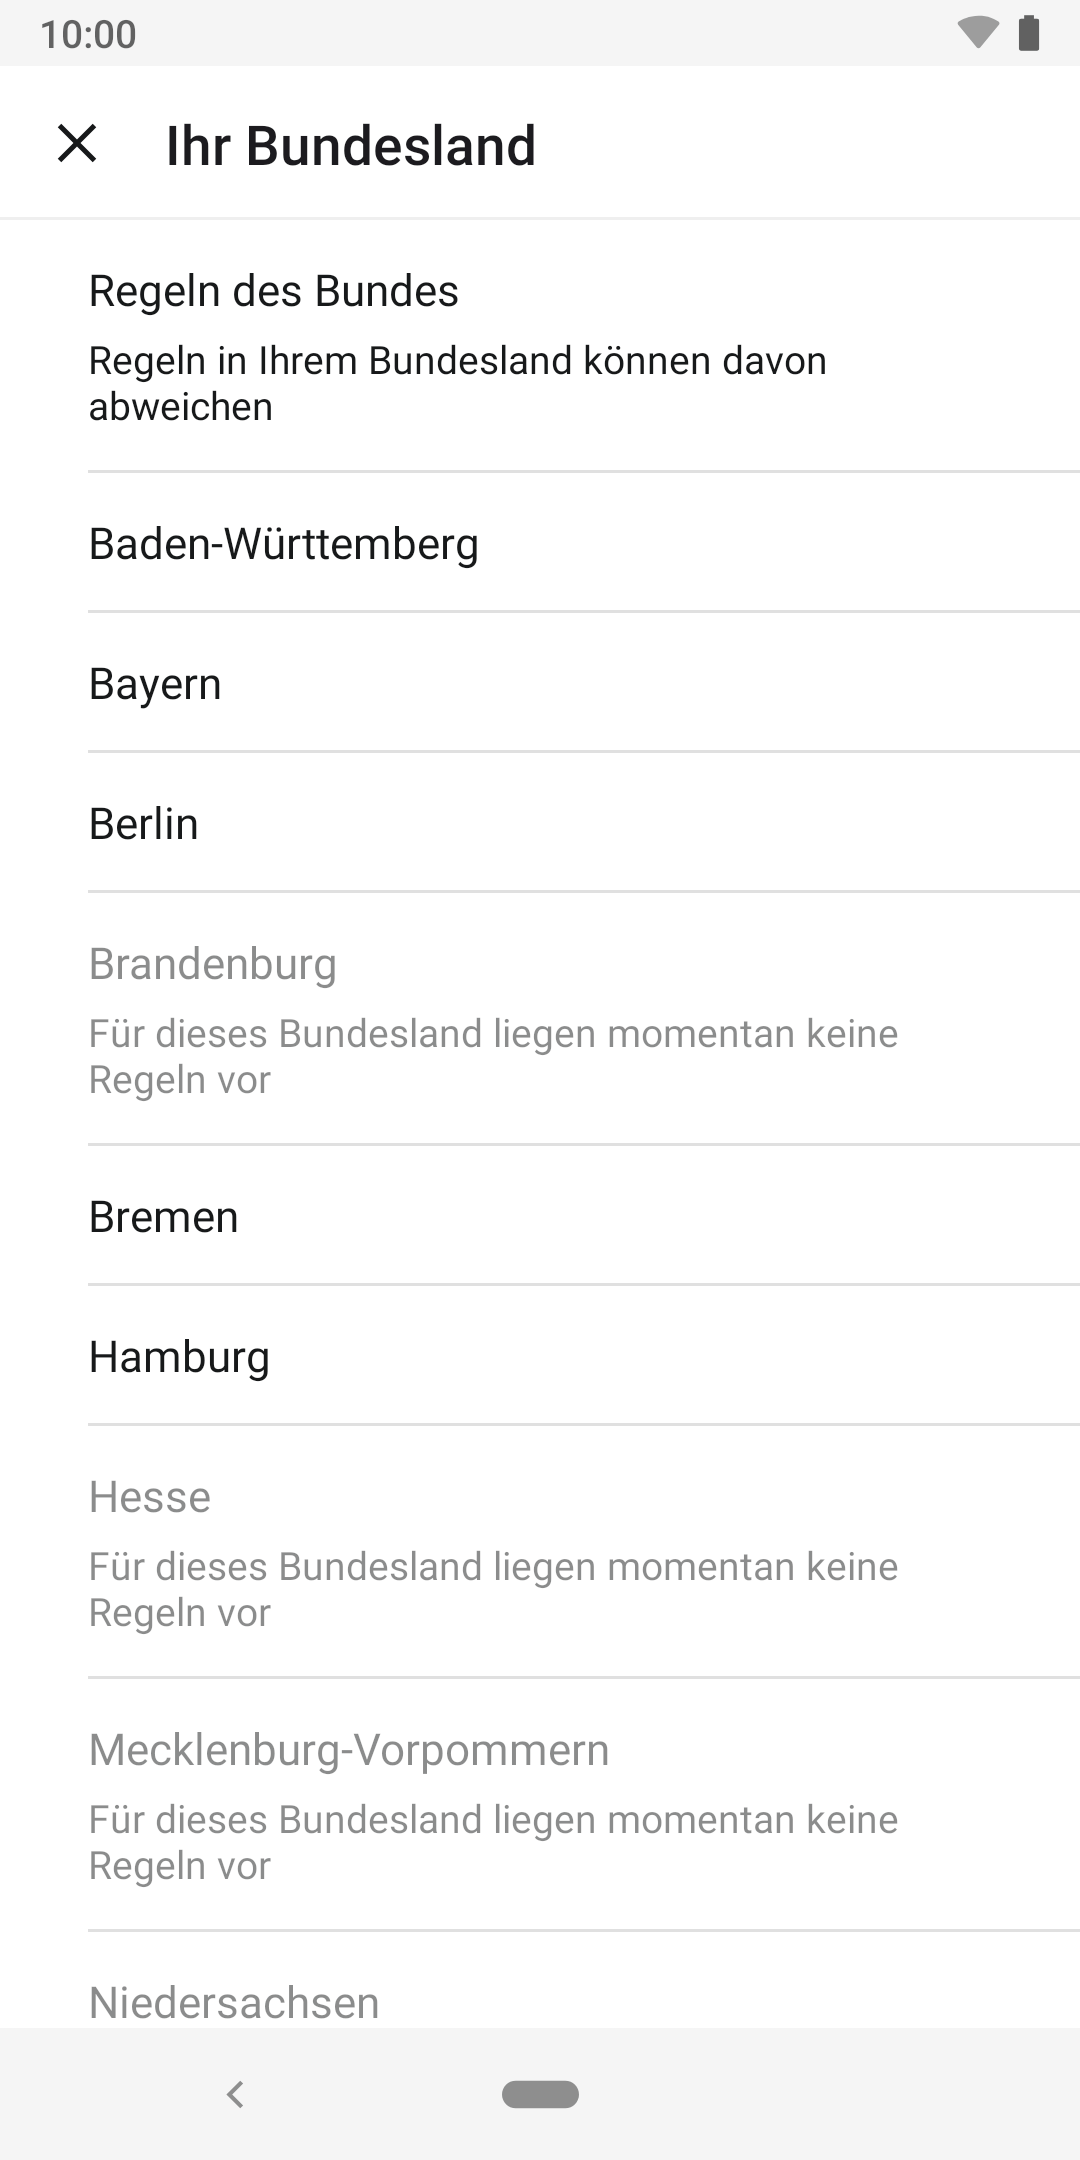 10:00
Ihr Bundesland
Regeln des Bundes
Regeln in Ihrem Bundesland können davon
abweichen
Baden-Württemberg
Bayern
Berlin
Brandenburg
Für dieses Bundesland liegen momentan keine
Regeln vor
Bremen
Hamburg
Hesse
Für dieses Bundesland liegen momentan keine
Regeln vor
Mecklenburg-Vorpommern
Für dieses Bundesland liegen momentan keine
Regeln vor
Niedersachsen